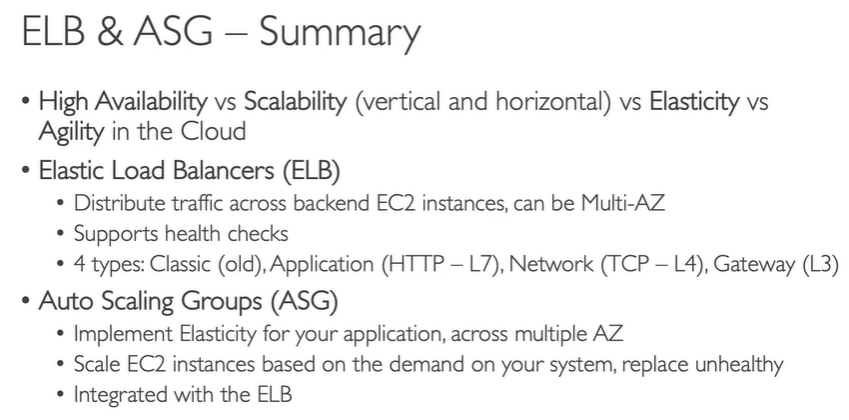 ELB & ASG – Summary
• High Availability vs Scalability (vertical and horizontal) vs Elasticity vs
Agility in the Cloud
• Elastic Load Balancers (ELB)
• Distribute traffic across backend EC2 instances, can be Multi-AZ
• Supports health checks
• 4 types: Classic (old), Application (HTTP – L7), Network (TCP – L4), Gateway (L3)
• Auto Scaling Groups (ASG)
• Implement Elasticity for your application, across multiple AZ
• Scale EC2 instances based on the demand on your system, replace unhealthy
• Integrated with the ELB